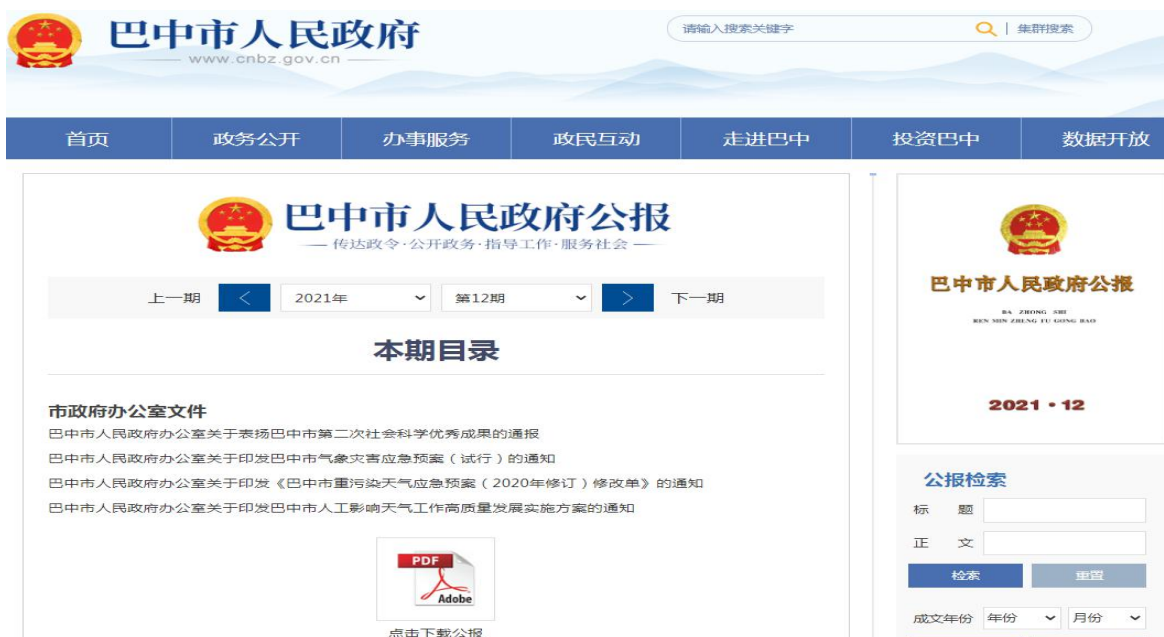 巴中市人民政府
www.cnbz.gov.cn
请输入搜索关键字
集群搜索
首页 政务公开 办事服务 政民互动 走进巴中 投资巴中 数据开放
巴中市人民政府公报
传达政令·公开政务·指导工作·服务社会
上一期 < 2021年 第12期 > 下一期
本期目录
市政府办公室文件
巴中市人民政府办公室关于表扬巴中市第二次社会科学优秀成果的通报
巴中市人民政府办公室关于印发巴中市气象灾害应急预案（试行）的通知
巴中市人民政府办公室关于印发《巴中市重污染天气应急预案（2020年修订）修改单》的通知
巴中市人民政府办公室关于印发巴中市人工影响天气工作高质量发展实施方案的通知
PDF
Adobe
点击下载公报
巴中市人民政府公报
BA ZHONG SHI
REN MIN ZHENG FU GONG BAO
2021·12
公报检索
标 题
正 文
检索 重置
成文年份 年份 月份